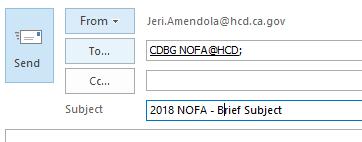 From Jeri.Amendola@hcd.ca.gov
Send To... CDBG NOFA@HCD;
Cc...
Subject 2018 NOFA - Brief Subject